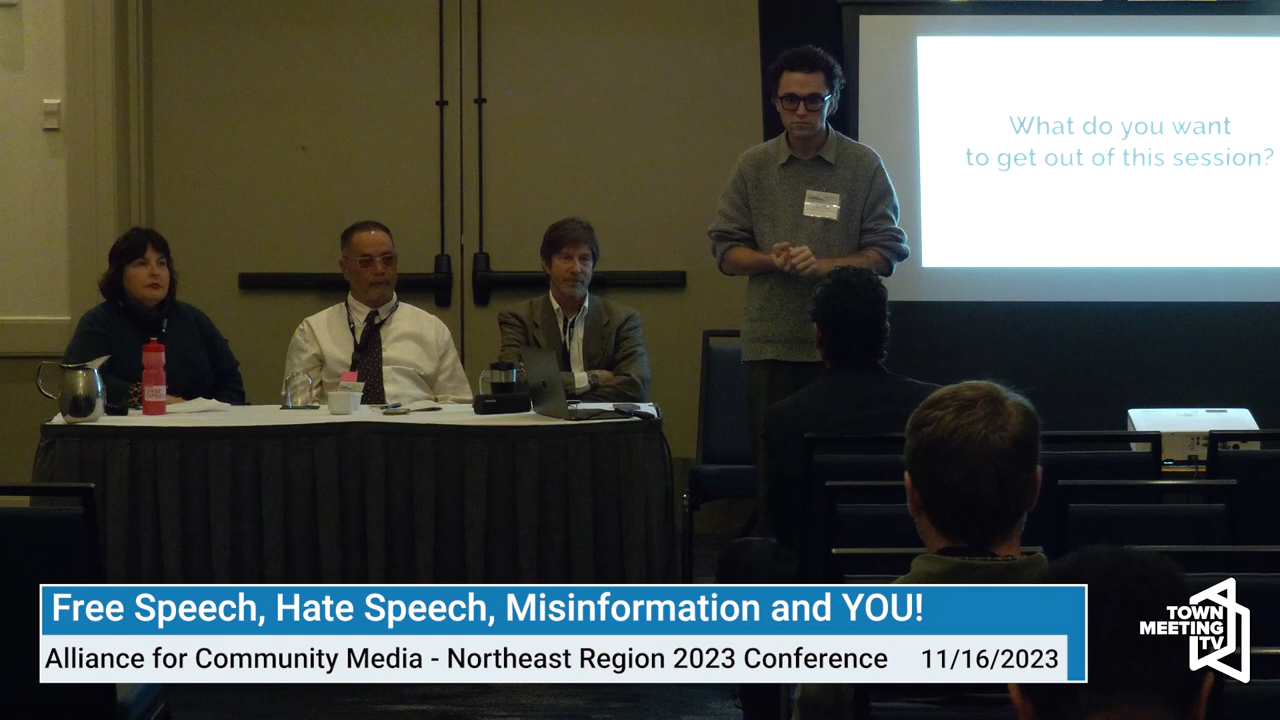 What do you want
to get out of this session?
Free Speech, Hate Speech, Misinformation and YOU!
Alliance for Community Media - Northeast Region 2023 Conference 11/16/2023
TOWN
MEETING
TV